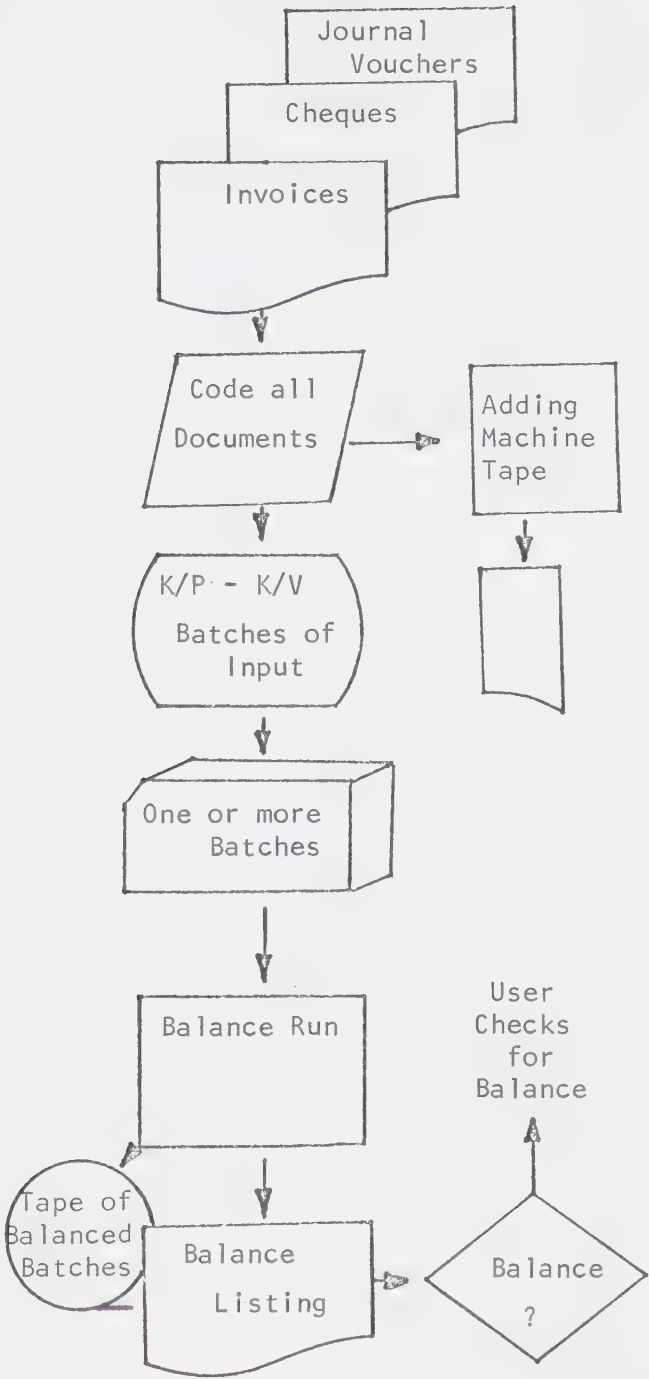 Journal
Vouchers
Cheques
Invoices
Code all
Documents
Adding
Machine
Tape
K/P - K/V
Batches of
Input
One or more
Batches
Balance Run
User
Checks
for
Balance
Tape of
Balanced
Batches
Balance
Listing
Balance
?